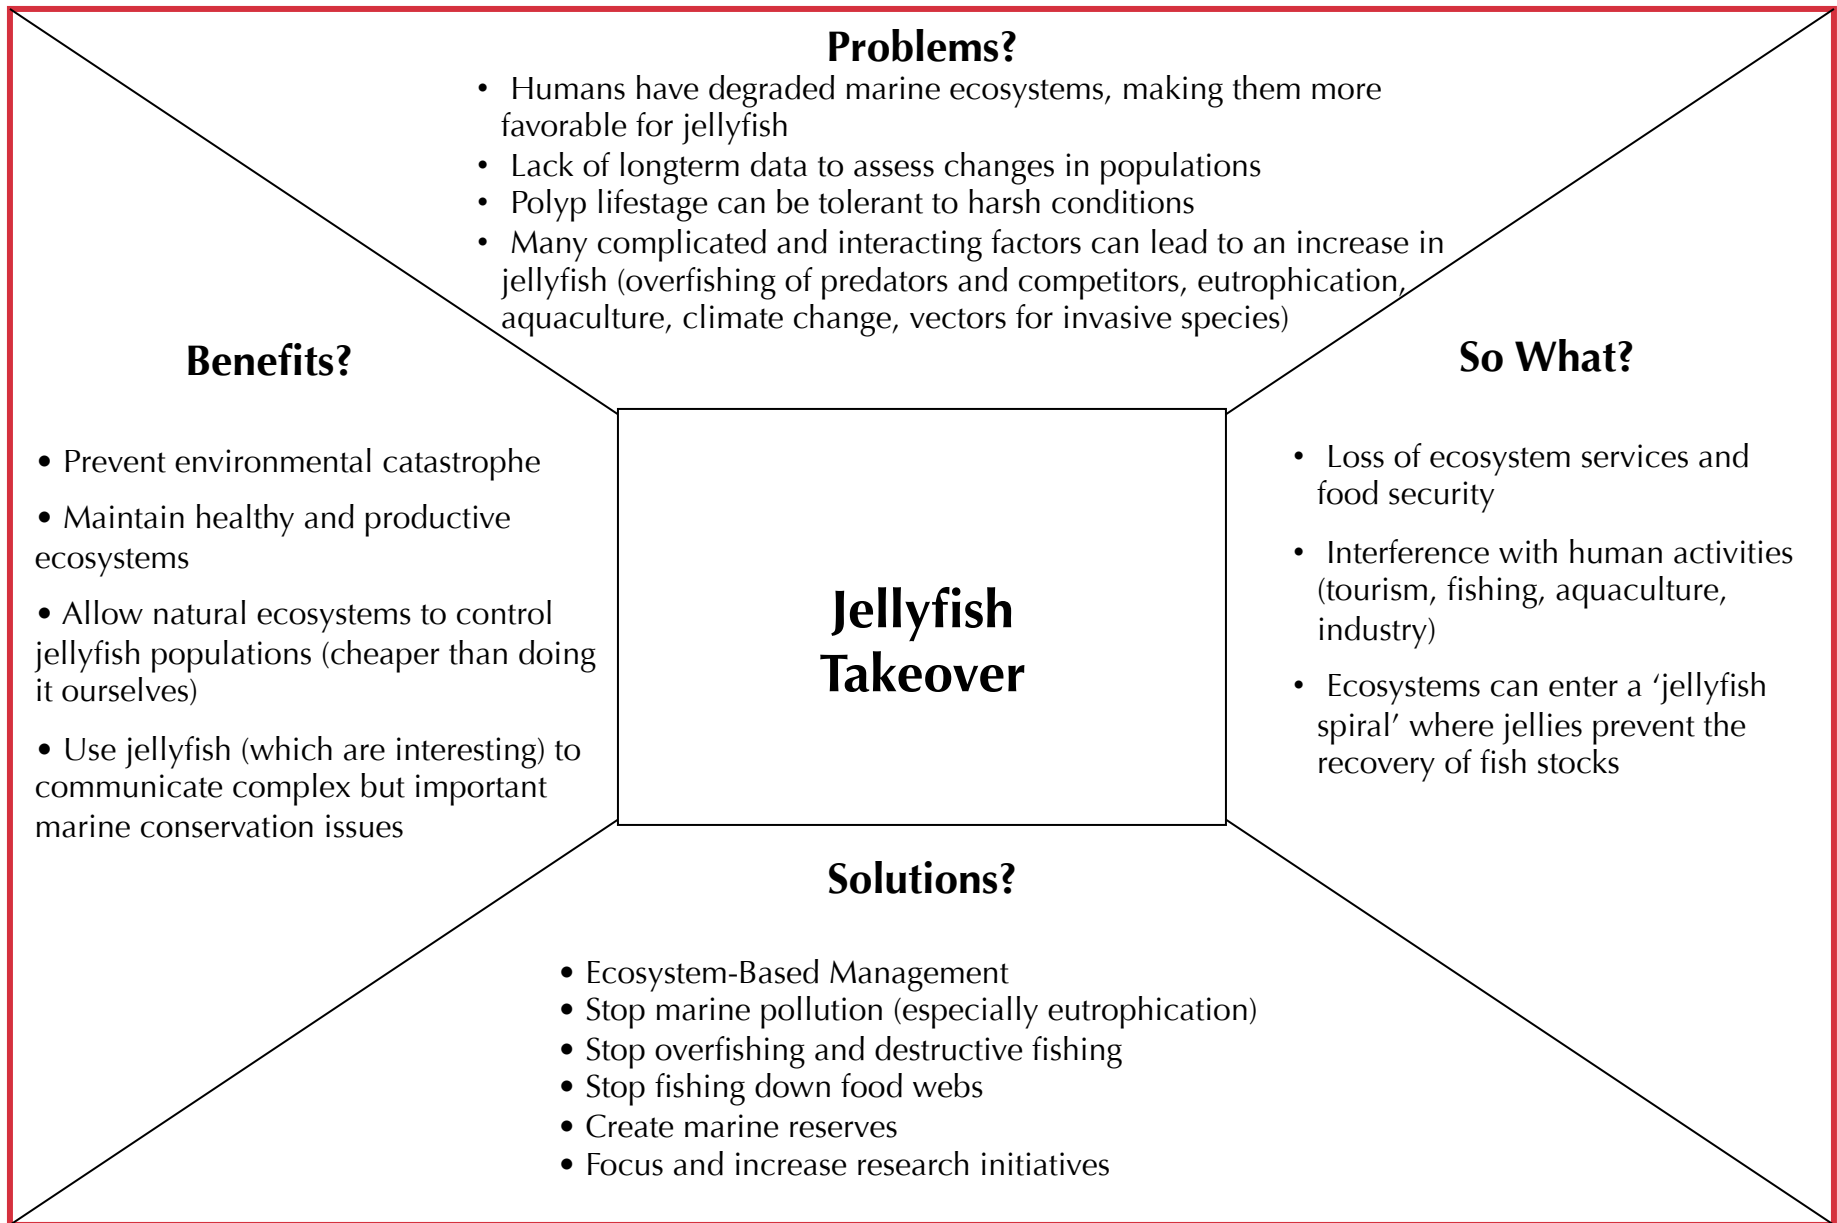 Problems?
• Humans have degraded marine ecosystems, making them more
favorable for jellyfish
• Lack of longterm data to assess changes in populations
• Polyp lifestage can be tolerant to harsh conditions
• Many complicated and interacting factors can lead to an increase in
jellyfish (overfishing of predators and competitors, eutrophication,
aquaculture, climate change, vectors for invasive species)
Benefits?
• Prevent environmental catastrophe
• Maintain healthy and productive
ecosystems
• Allow natural ecosystems to control
jellyfish populations (cheaper than doing
it ourselves)
• Use jellyfish (which are interesting) to
communicate complex but important
marine conservation issues
Jellyfish
Takeover
So What?
• Loss of ecosystem services and
food security
• Interference with human activities
(tourism, fishing, aquaculture,
industry)
• Ecosystems can enter a ‘jellyfish
spiral’ where jellies prevent the
recovery of fish stocks
Solutions?
• Ecosystem-Based Management
• Stop marine pollution (especially eutrophication)
• Stop overfishing and destructive fishing
• Stop fishing down food webs
• Create marine reserves
• Focus and increase research initiatives